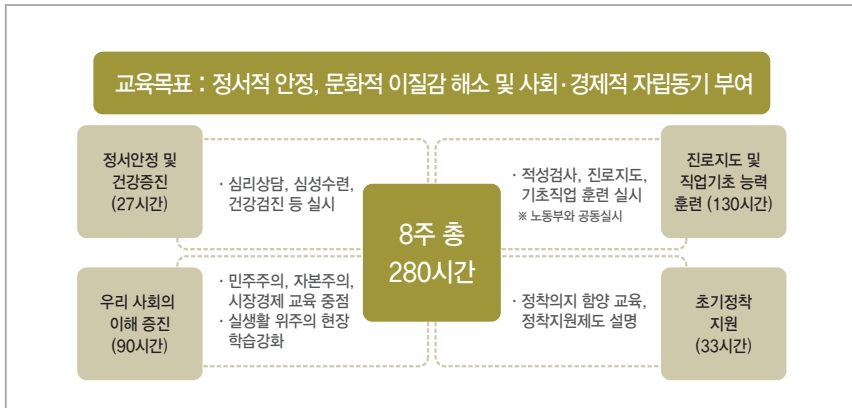 교육목표 : 정서적 안정, 문화적 이질감 해소 및 사회·경제적 자립동기 부여
정서안정 및
건강증진
(27시간)
· 심리상담, 심성수련,
건강검진 등 실시
· 적성검사, 진로지도,
기초직업 훈련 실시
※ 노동부와 공동실시
진로지도 및
직업기초 능력
훈련 (130시간)
8주 총
280시간
우리 사회의
이해 증진
(90시간)
· 민주주의, 자본주의,
시장경제 교육 중점
· 실생활 위주의 현장
학습강화
· 정착의지 함양 교육,
정착지원제도 설명
초기정착
지원
(33시간)